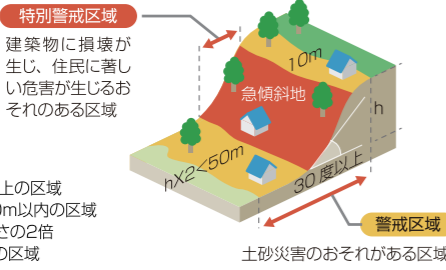 特別警戒区域
建築物に損壊が
生じ、住民に著し
い危害が生じるお
それのある区域
10m
急傾斜地
h
hX2<50m
30度以上
上の区域
0m以内の区域
さの2倍
の区域
警戒区域
土砂災害のおそれがある区域